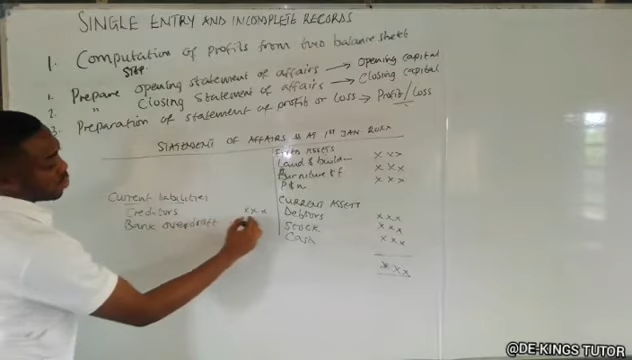 SINGLE ENTRY AND INCOMPLETE RECORDS
1. Computation of profits from two balance sheet
STEP
1. Prepare opening statement of affairs → opening capital
2. " Closing Statement of affairs → Closing capital
3. Preparation of statement of profit or loss → Profit/Loss
STATEMENT OF AFFAIRS AS AT 1ST JAN
ASSETS
Land & build xxx
Furniture & f xxx
P&M xxx
Current liabilities
CURRENT ASSETS
Creditors xxx
Debtors xxx
Bank overdraft
Stock xxx
Cash xxx
xxx
@DE-KINGS TUTOR